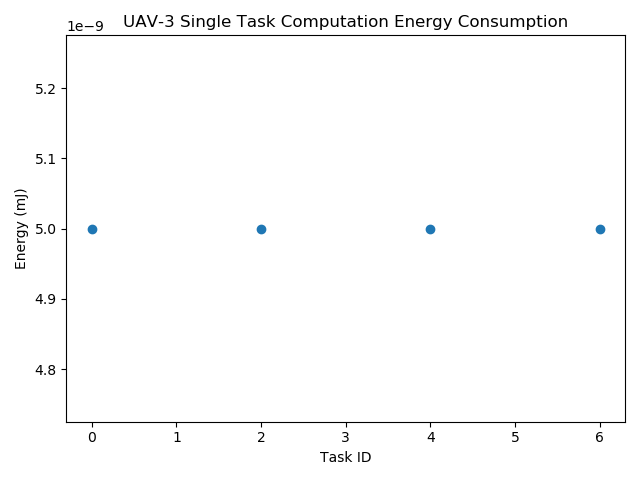 UAV-3 Single Task Computation Energy Consumption
1e−9
5.2
5.1
5.0
4.9
4.8
Energy (mJ)
0 1 2 3 4 5 6
Task ID